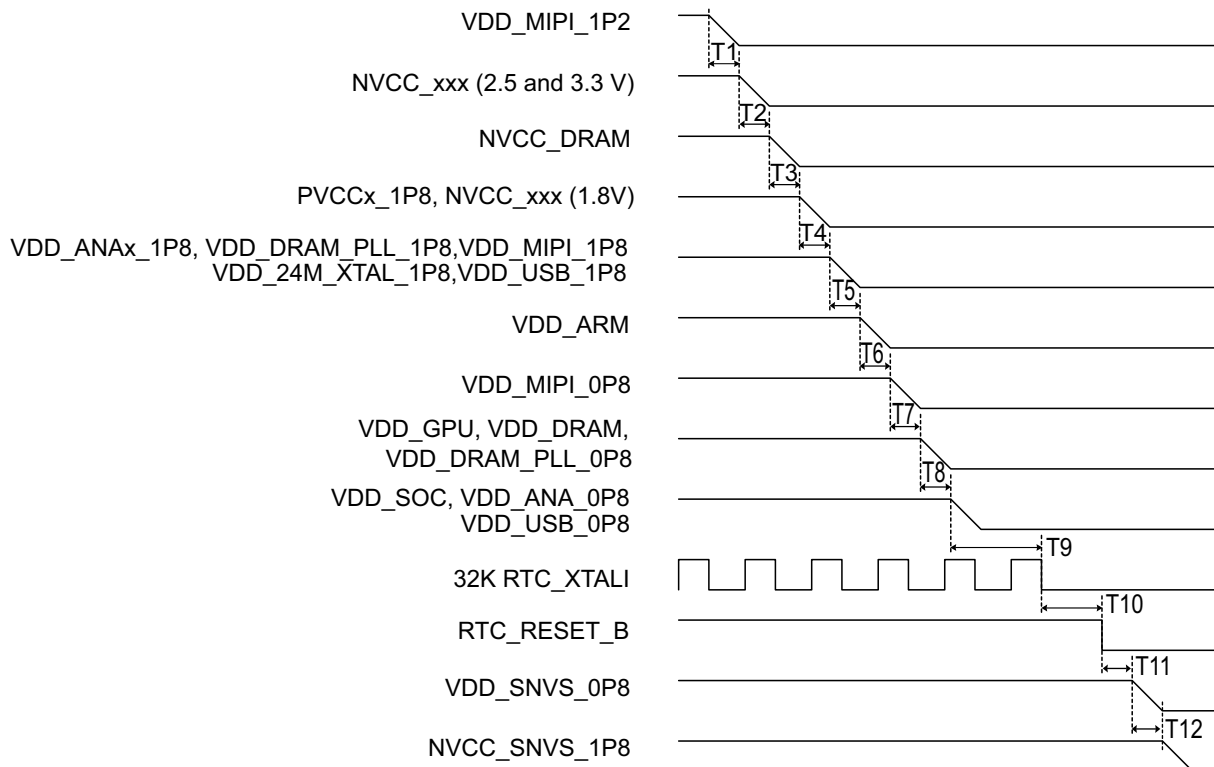 VDD_MIPI_1P2
T1
NVCC_xxx (2.5 and 3.3 V)
T2
NVCC_DRAM
T3
PVCCx_1P8, NVCC_xxx (1.8V)
T4
VDD_ANAx_1P8, VDD_DRAM_PLL_1P8,VDD_MIPI_1P8
VDD_24M_XTAL_1P8,VDD_USB_1P8
T5
VDD_ARM
T6
VDD_MIPI_0P8
T7
VDD_GPU, VDD_DRAM,
VDD_DRAM_PLL_0P8
T8
VDD_SOC, VDD_ANA_0P8
VDD_USB_0P8
T9
32K RTC_XTALI
T10
RTC_RESET_B
T11
VDD_SNVS_0P8
T12
NVCC_SNVS_1P8